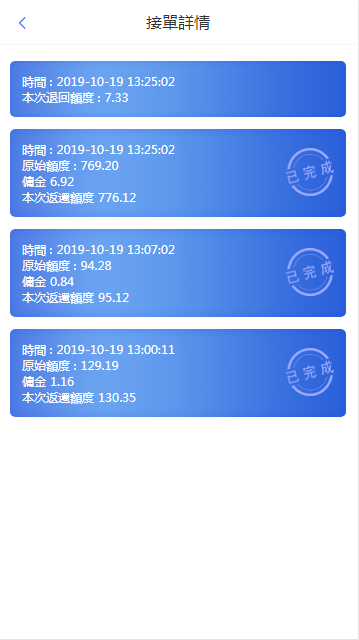 接單詳情
時間 : 2019-10-19 13:25:02
本次退回額度 : 7.33
時間 : 2019-10-19 13:25:02
原始額度 : 769.20
傭金 6.92
本次返還額度 776.12
已完成
時間 : 2019-10-19 13:07:02
原始額度 : 94.28
傭金 0.84
本次返還額度 95.12
已完成
時間 : 2019-10-19 13:00:11
原始額度 : 129.19
傭金 1.16
本次返還額度 130.35
已完成